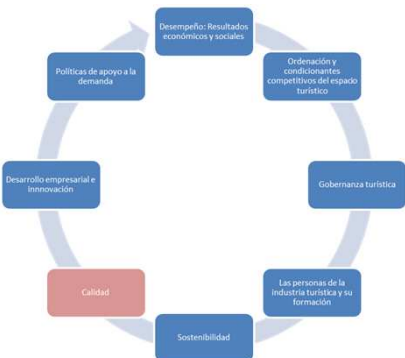 Desempeño: Resultados
económicos y sociales
Ordenación y
condicionantes
competitivos del espacio
turístico
Gobernanza turística
Las personas de la
industria turística y su
formación
Sostenibilidad
Calidad
Desarrollo empresarial e
innnovación
Políticas de apoyo a la
demanda